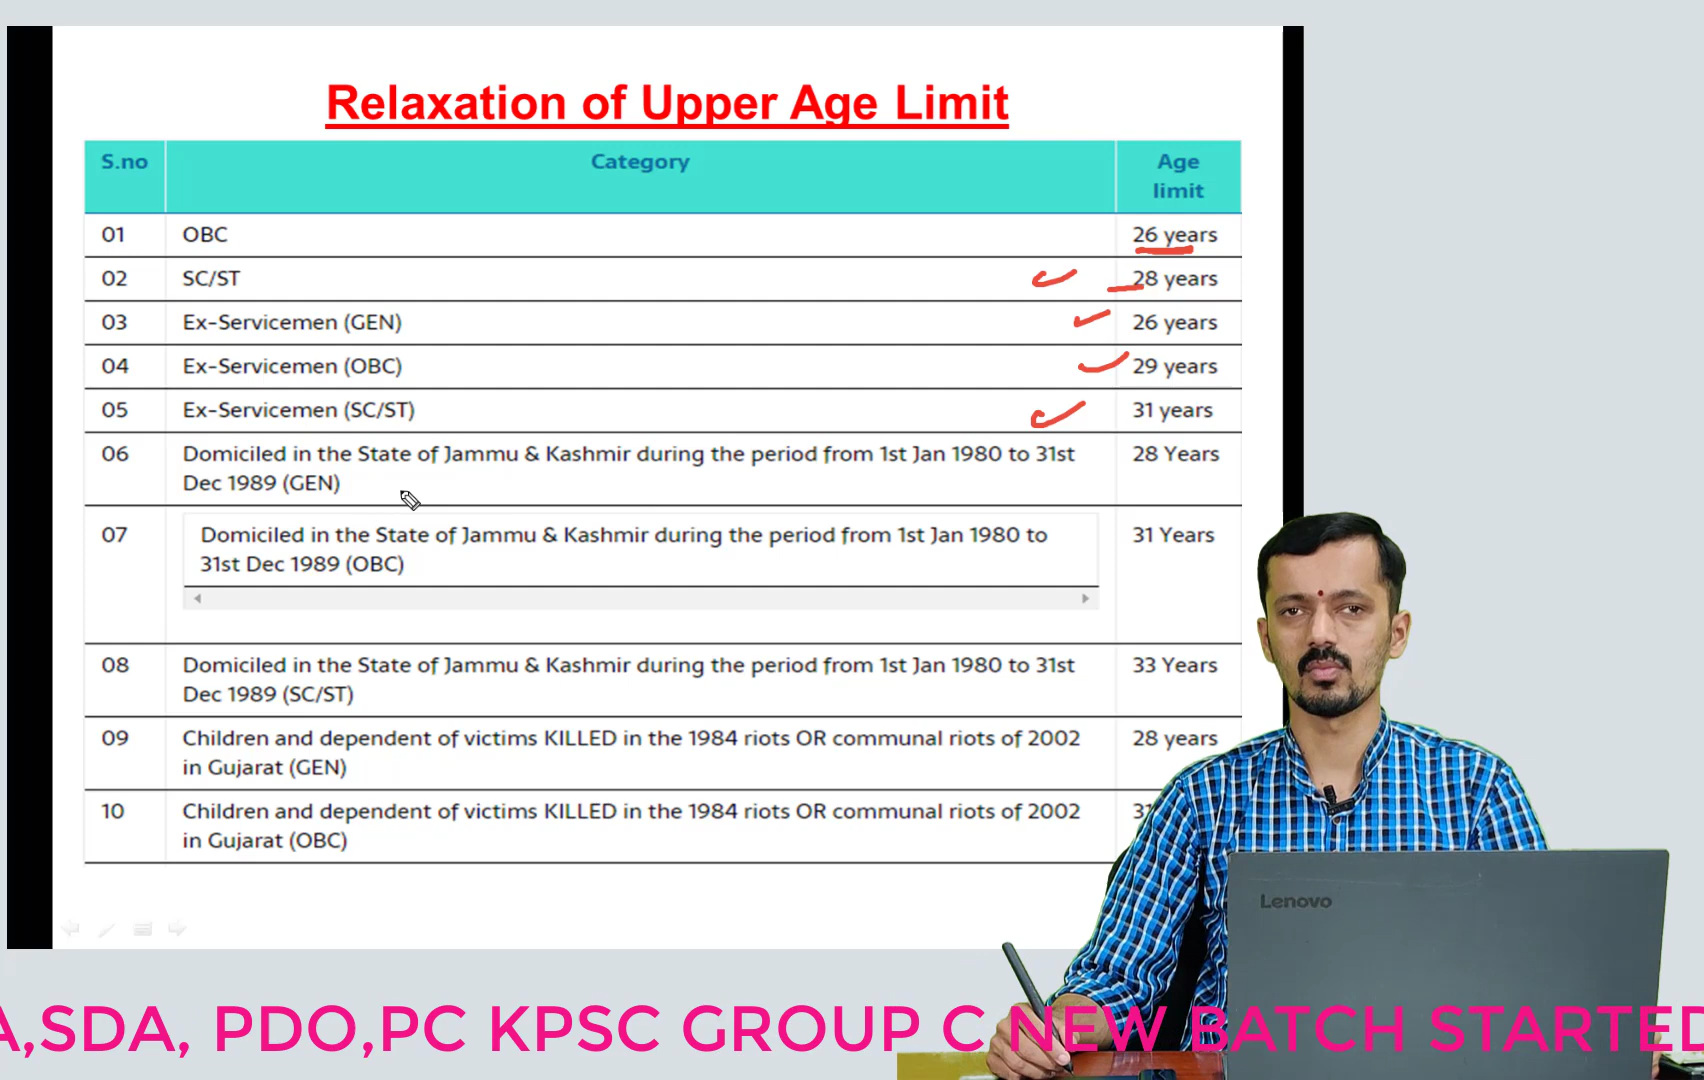 Relaxation of Upper Age Limit
S.no Category Age limit
01 OBC 26 years
02 SC/ST 28 years
03 Ex-Servicemen (GEN) 26 years
04 Ex-Servicemen (OBC) 29 years
05 Ex-Servicemen (SC/ST) 31 years
06 Domiciled in the State of Jammu & Kashmir during the period from 1st Jan 1980 to 31st 28 Years
Dec 1989 (GEN)
07 Domiciled in the State of Jammu & Kashmir during the period from 1st Jan 1980 to 31 Years
31st Dec 1989 (OBC)
08 Domiciled in the State of Jammu & Kashmir during the period from 1st Jan 1980 to 31st 33 Years
Dec 1989 (SC/ST)
09 Children and dependent of victims KILLED in the 1984 riots OR communal riots of 2002 28 years
in Gujarat (GEN)
10 Children and dependent of victims KILLED in the 1984 riots OR communal riots of 2002
in Gujarat (OBC)
Lenovo
A,SDA, PDO,PC KPSC GROUP C NEW BATCH STARTED